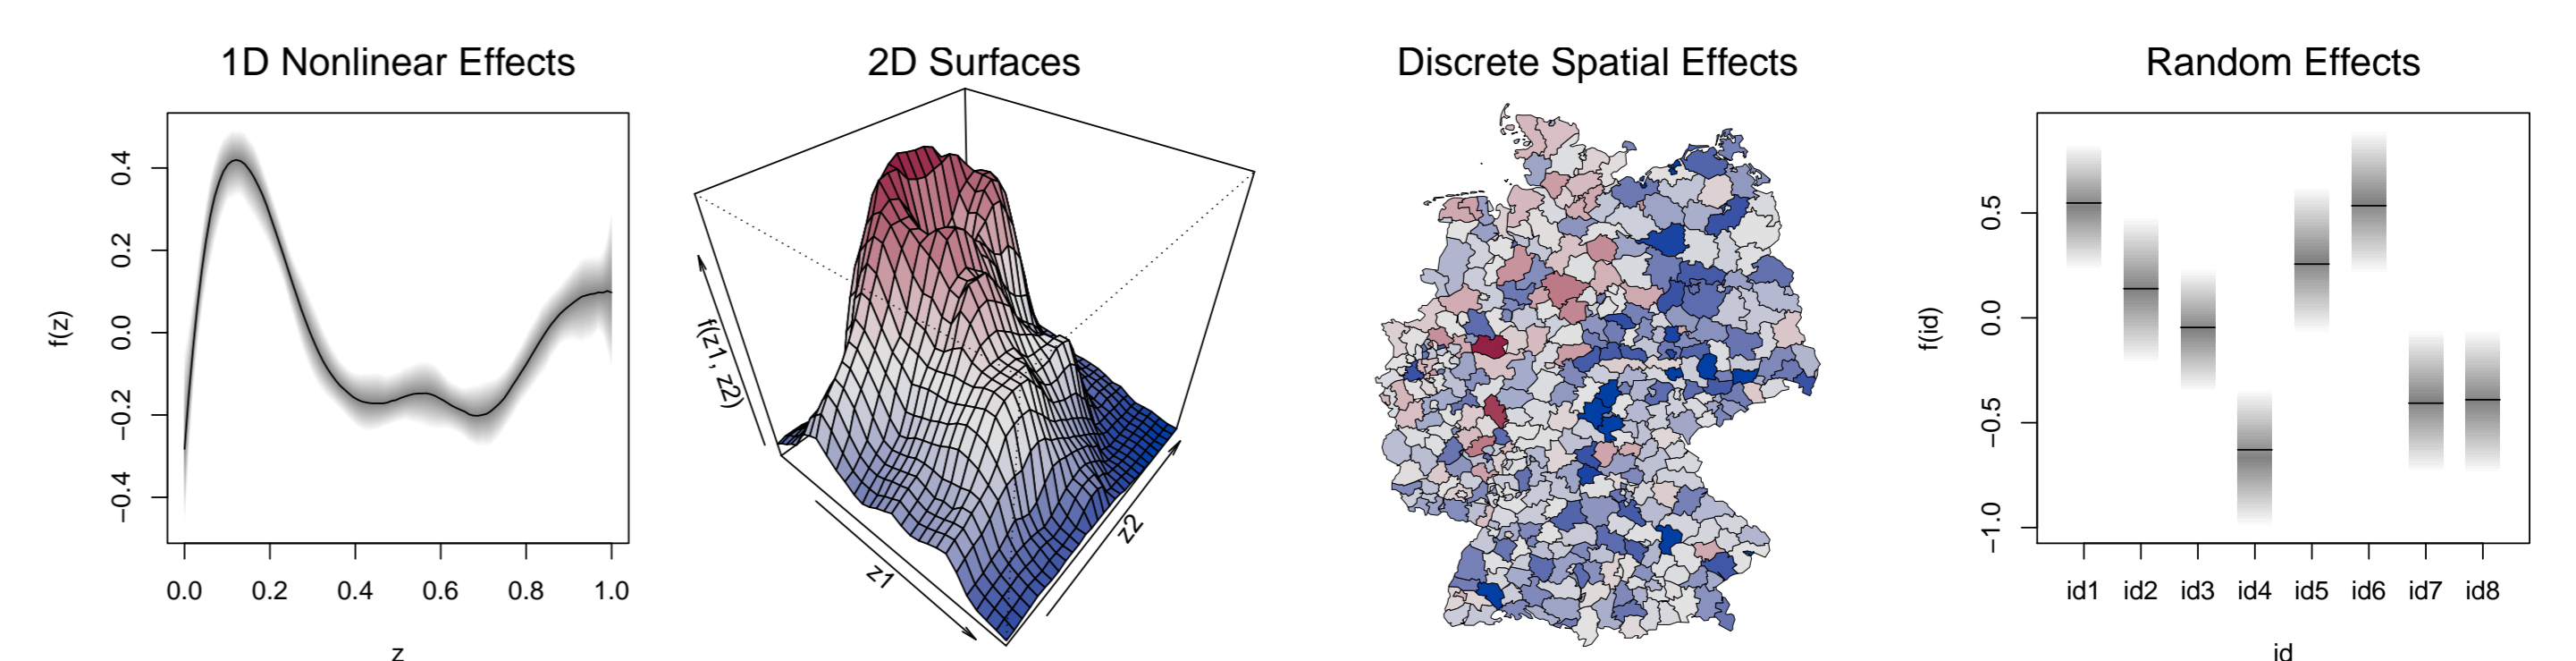 1D Nonlinear Effects
f(z)
0.4
0.2
0.0
−0.2
−0.4
0.0 0.2 0.4 0.6 0.8 1.0
z
2D Surfaces
f(z1, z2)
z1
z2
Discrete Spatial Effects
Random Effects
f(id)
0.5
0.0
−0.5
−1.0
id1 id2 id3 id4 id5 id6 id7 id8
id